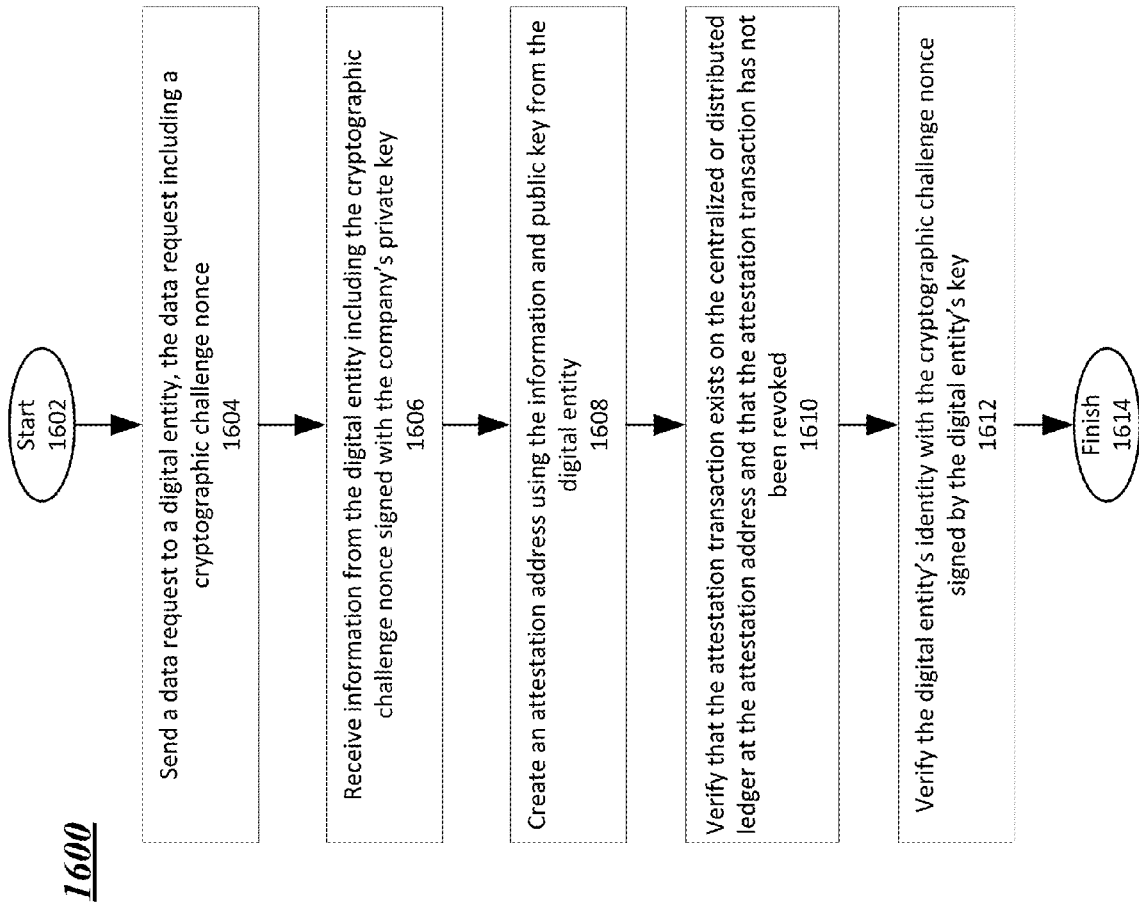 1600
Start
1602
Send a data request to a digital entity, the data request including a
cryptographic challenge nonce
1604
Receive information from the digital entity including the cryptographic
challenge nonce signed with the company's private key
1606
Create an attestation address using the information and public key from the
digital entity
1608
Verify that the attestation transaction exists on the centralized or distributed
ledger at the attestation address and that the attestation transaction has not
been revoked
1610
Verify the digital entity's identity with the cryptographic challenge nonce
signed by the digital entity's key
1612
Finish
1614